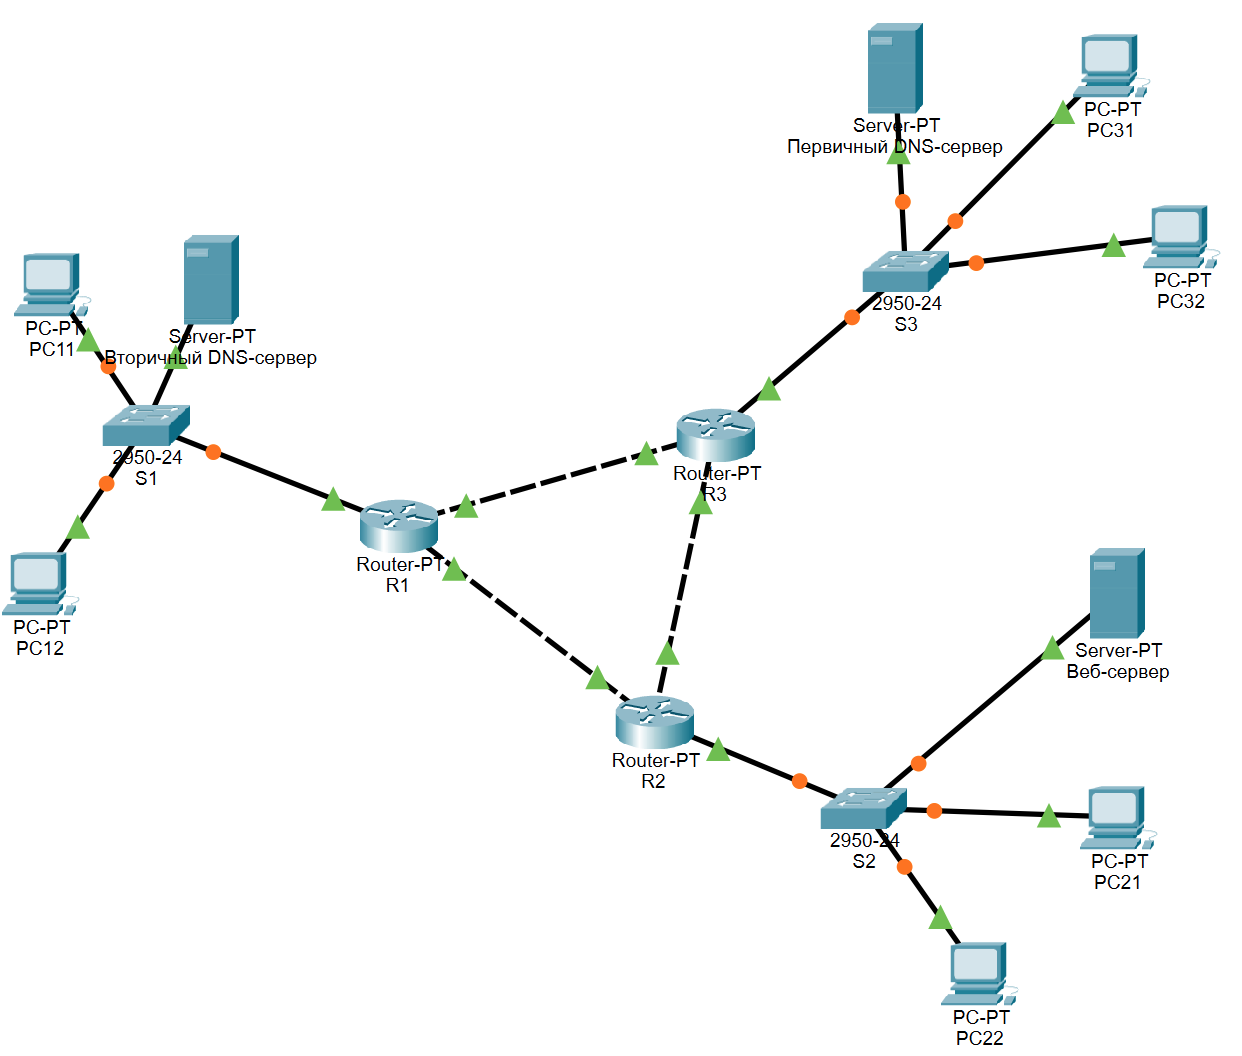 Server-PT
Первичный DNS-сервер
PC-PT
PC31
PC-PT
PC32
2950-24
S3
PC-PT
PC11
Server-PT
Вторичный DNS-сервер
2950-24
S1
Router-PT
R3
Router-PT
R1
PC-PT
PC12
Server-PT
Веб-сервер
Router-PT
R2
2950-24
S2
PC-PT
PC21
PC-PT
PC22